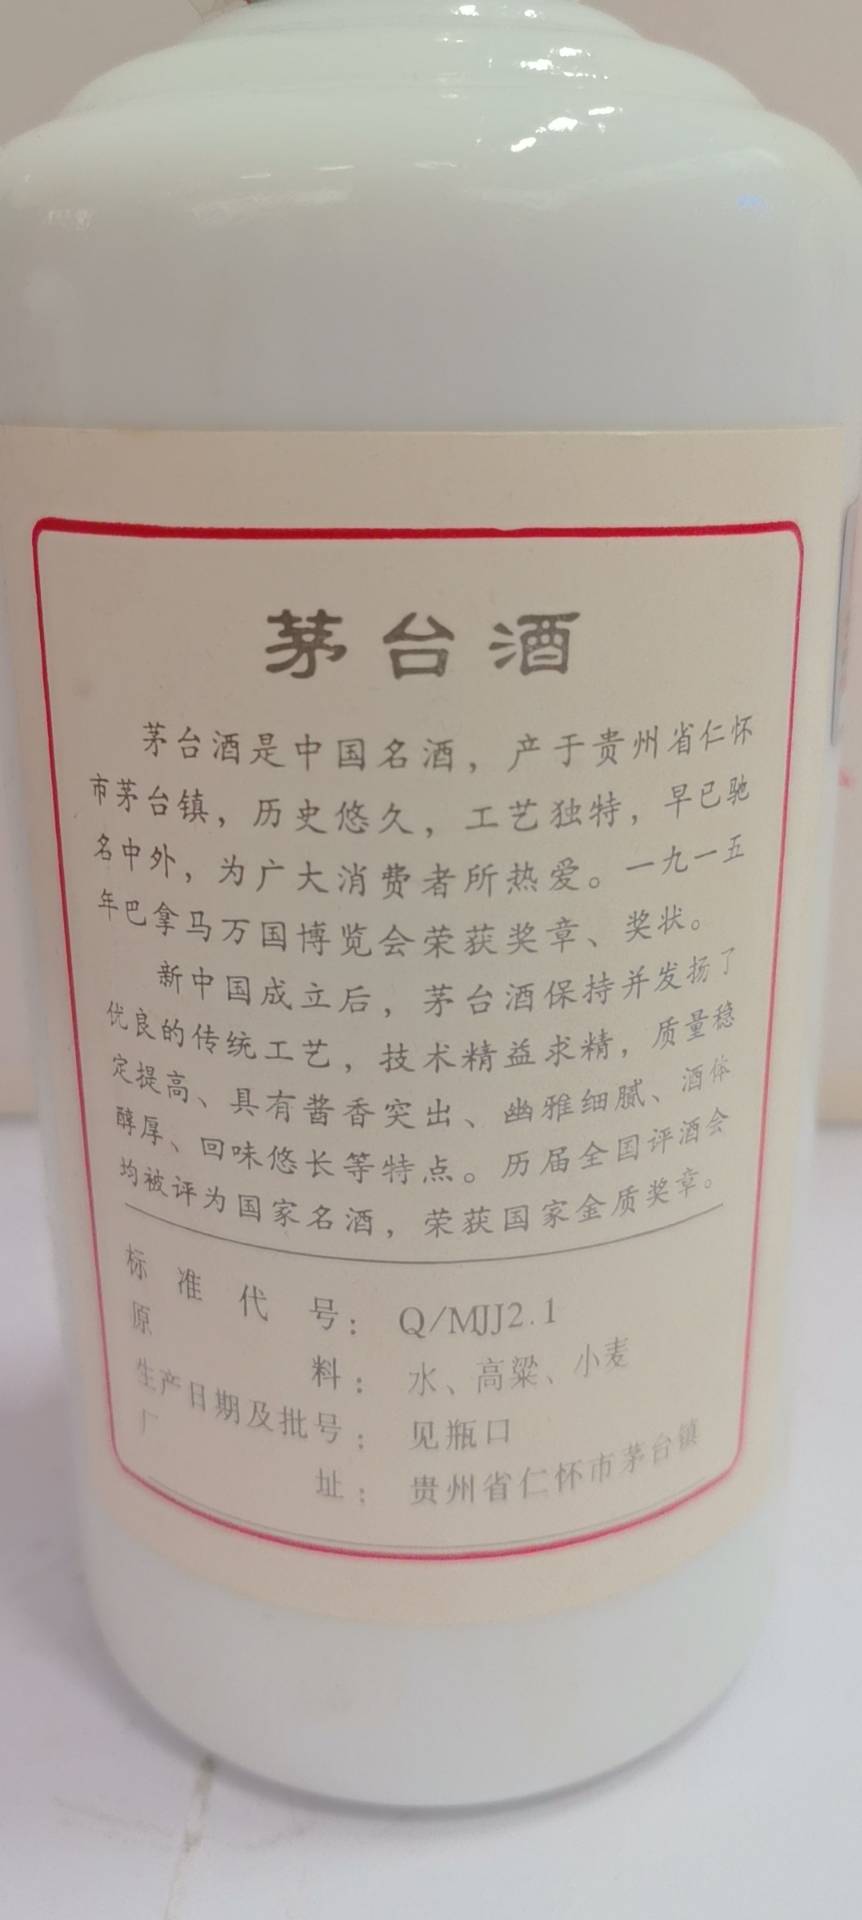 茅台酒
茅台酒是中国名酒，产于贵州省仁怀
市茅台镇，历史悠久，工艺独特，早已驰
名中外，为广大消费者所热爱。一九一五
年巴拿马万国博览会荣获奖章、奖状。
新中国成立后，茅台酒保持并发扬了
优良的传统工艺，技术精益求精，质量稳
定提高、具有酱香突出、幽雅细腻、酒体
醇厚、回味悠长等特点。历届全国评酒会
均被评为国家名酒，荣获国家金质奖章。
标准代号：Q/MJJ2.1
原料：水、高粱、小麦
生产日期及批号：见瓶口
厂址：贵州省仁怀市茅台镇